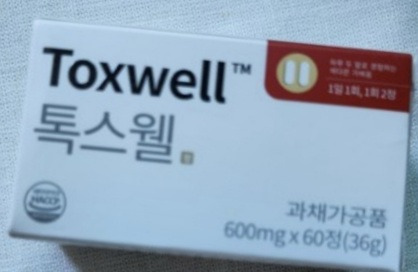 Toxwell™
톡스웰
1일 1회, 1회 2정
HACCP
과채가공품
600mg x 60정(36g)